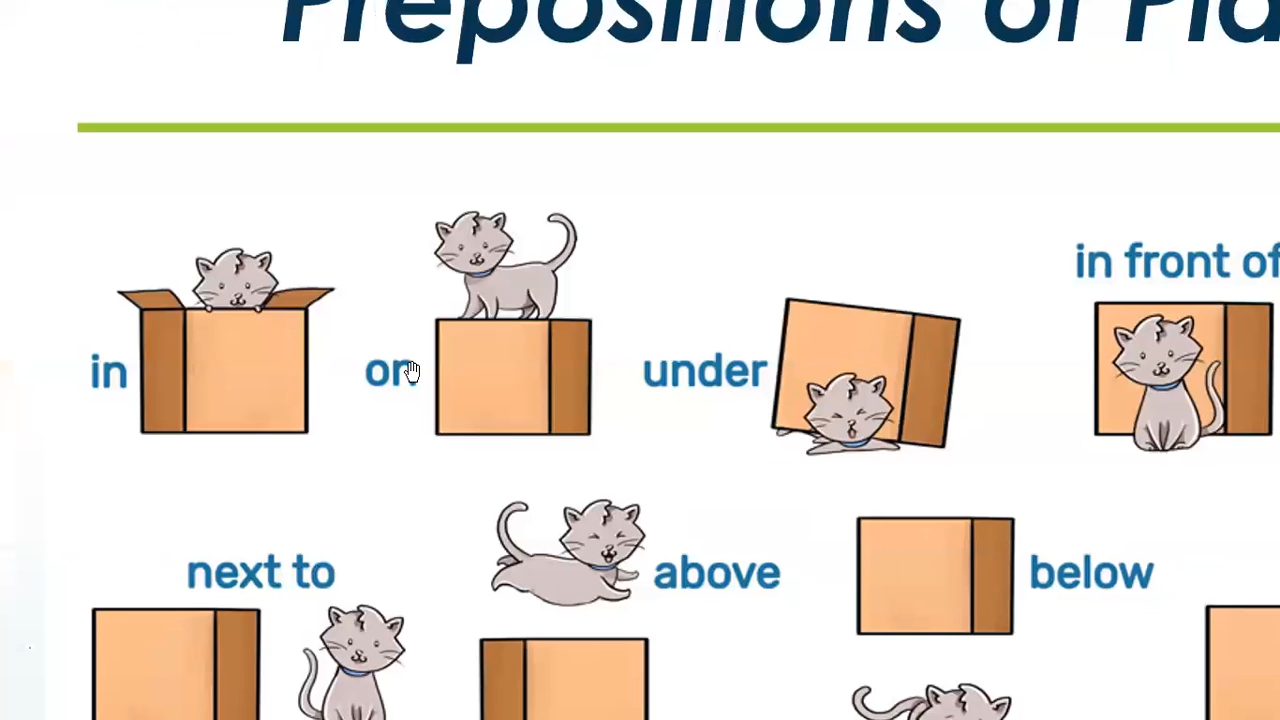 Prepositions of Pla
in
on
under
in front of
next to
above
below